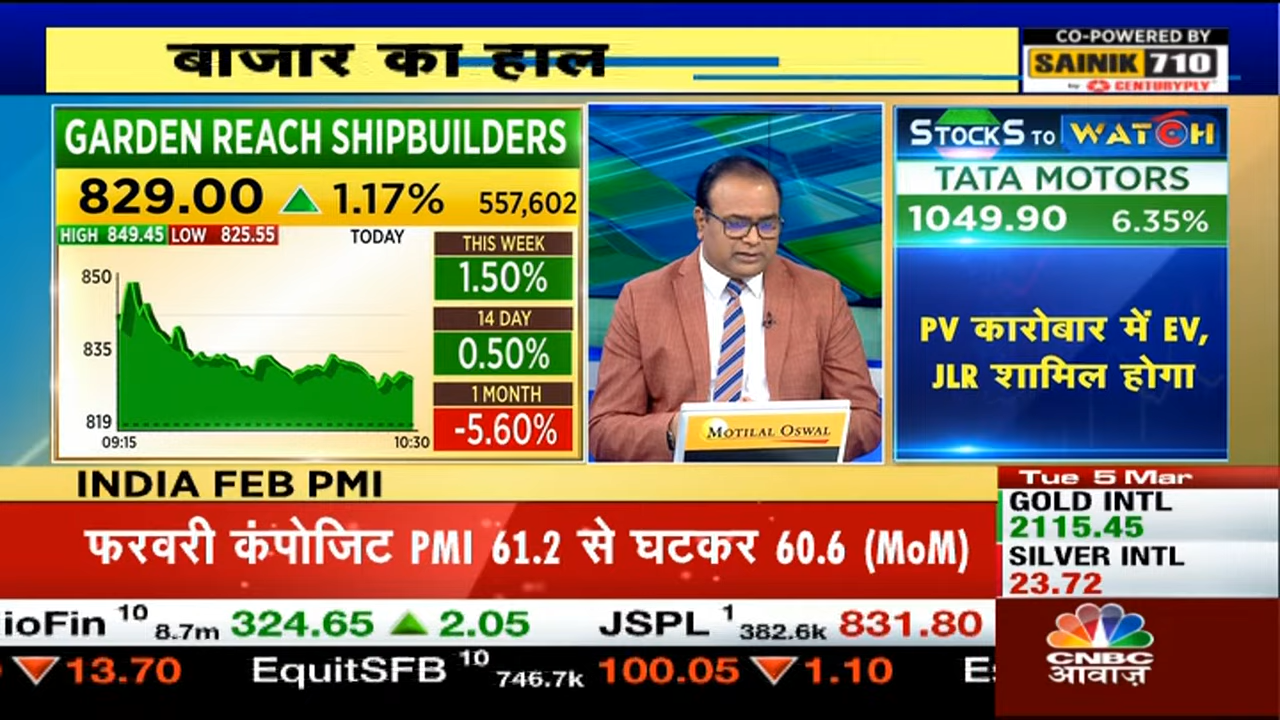 बाजार का हाल
CO-POWERED BY
SAINIK 710
by CENTURYPLY
GARDEN REACH SHIPBUILDERS
829.00 ▲ 1.17% 557,602
HIGH 849.45 LOW 825.55 TODAY
850
835
819
09:15 10:30
THIS WEEK
1.50%
14 DAY
0.50%
1 MONTH
-5.60%
MOTILAL OSWAL
STOCKS TO WATCH
TATA MOTORS
1049.90 6.35%
PV कारोबार में EV,
JLR शामिल होगा
INDIA FEB PMI
फरवरी कंपोजिट PMI 61.2 से घटकर 60.6 (MoM)
Tue 5 Mar
GOLD INTL
2115.45
SILVER INTL
23.72
ioFin 10 8.7m 324.65 ▲ 2.05 JSPL 1 382.6k 831.80
▼ 13.70 EquitSFB 10 746.7k 100.05 ▼ 1.10
CNBC
आवाज़